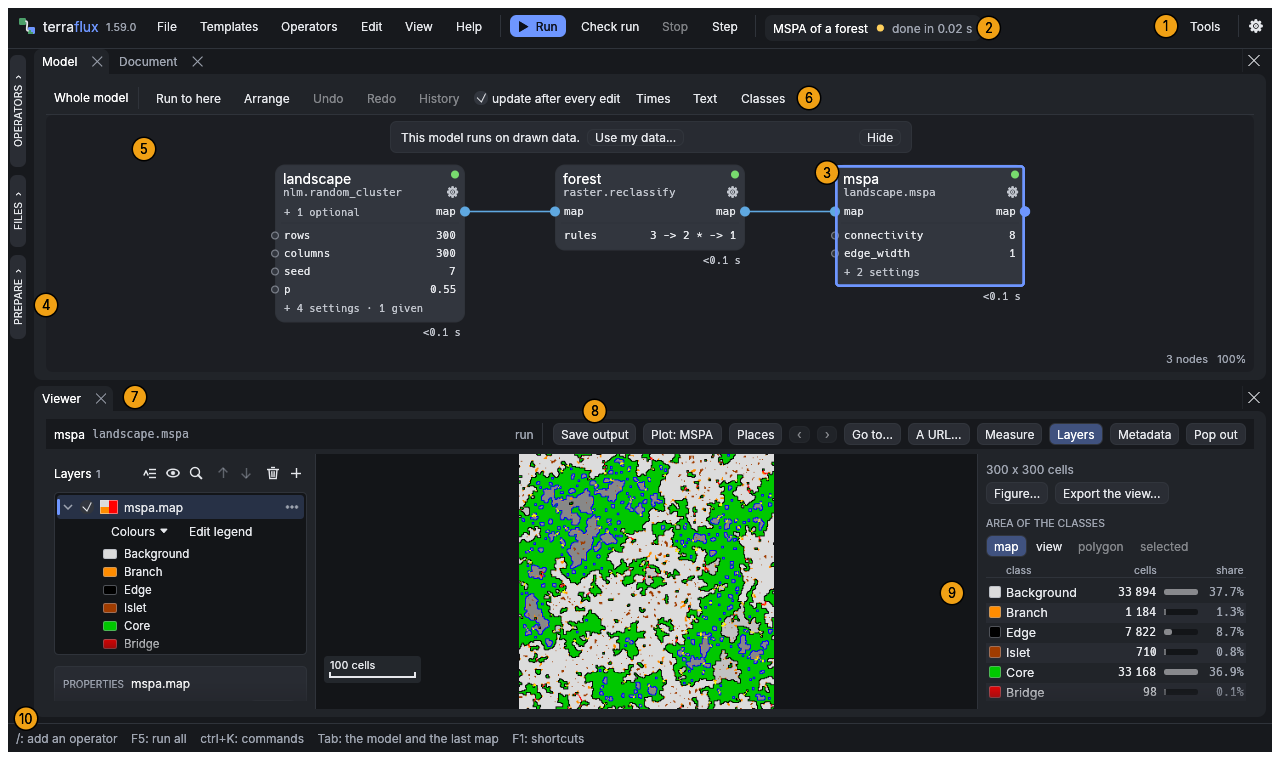 terraflux 1.59.0 File Templates Operators Edit View Help Run Check run Stop Step MSPA of a forest done in 0.02 s 2 1 Tools
Model Document
OPERATORS
FILES
PREPARE
Whole model Run to here Arrange Undo Redo History update after every edit Times Text Classes 6
This model runs on drawn data. Use my data... Hide
5
landscape
nlm.random_cluster
+ 1 optional map
rows 300
columns 300
seed 7
p 0.55
+ 4 settings · 1 given
<0.1 s
forest
raster.reclassify
map map
rules 3 -> 2 * -> 1
<0.1 s
3
mspa
landscape.mspa
map map
connectivity 8
edge_width 1
+ 2 settings
<0.1 s
4
3 nodes 100%
Viewer 7
8
mspa landscape.mspa run Save output Plot: MSPA Places ‹ › Go to... A URL... Measure Layers Metadata Pop out
Layers 1
mspa.map
Colours Edit legend
Background
Branch
Edge
Islet
Core
Bridge
PROPERTIES mspa.map
100 cells
300 x 300 cells
Figure... Export the view...
AREA OF THE CLASSES
map view polygon selected
class cells share
Background 33 894 37.7%
Branch 1 184 1.3%
Edge 7 822 8.7%
Islet 710 0.8%
Core 33 168 36.9%
Bridge 98 0.1%
9
10
/: add an operator F5: run all ctrl+K: commands Tab: the model and the last map F1: shortcuts